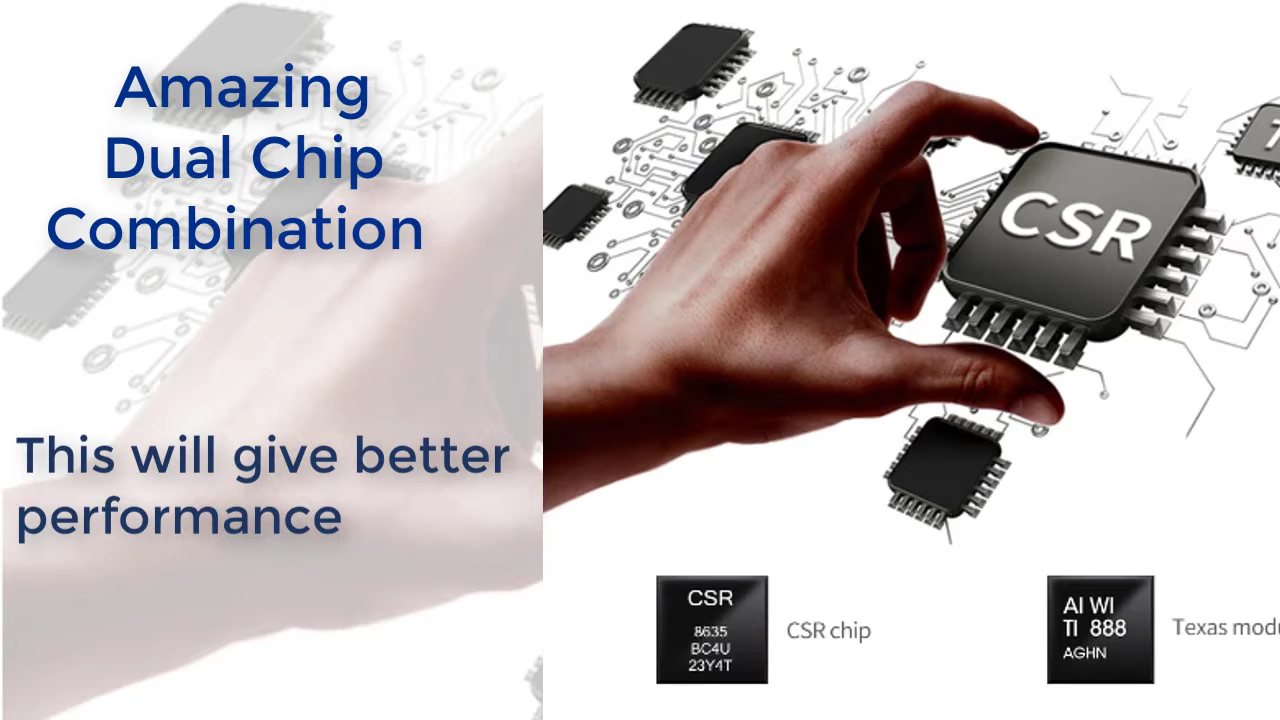 Amazing
Dual Chip
Combination
This will give better
performance
CSR
CSR
8635
BC4U
23Y4T
CSR chip
AI WI
TI 888
AGHN
Texas